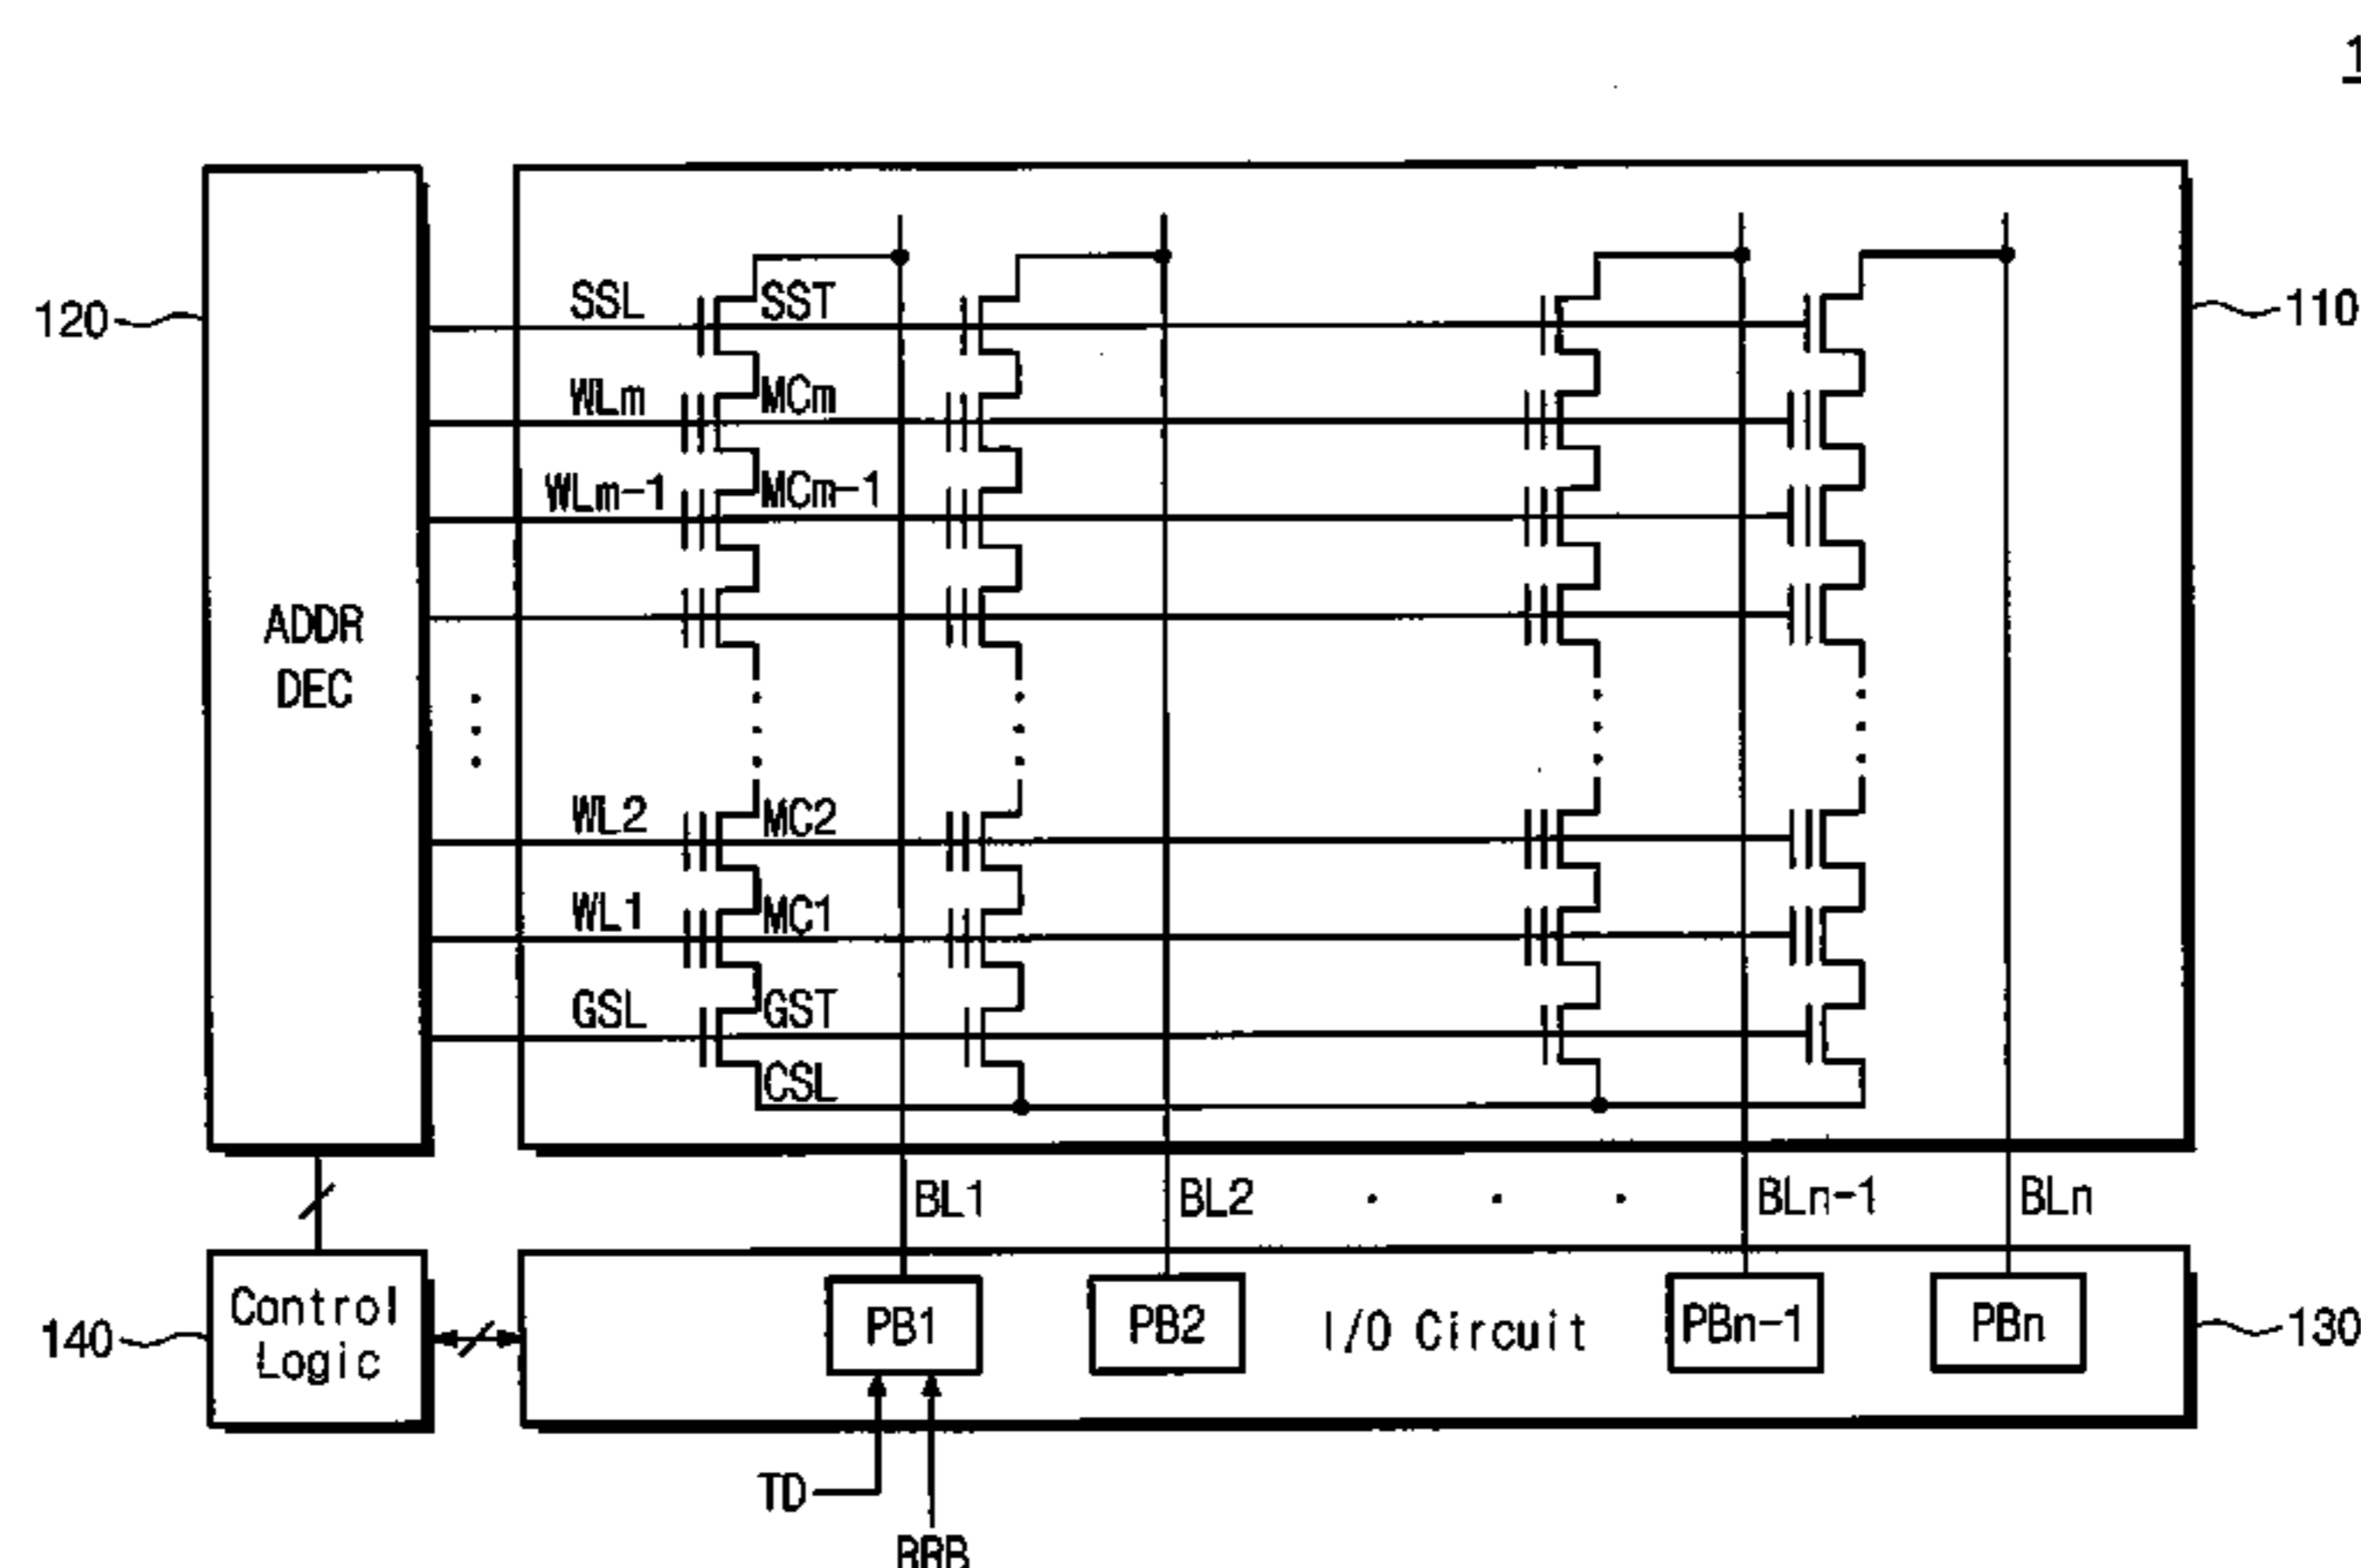 1
120
SSL
SST
110
WLm
MCm
WLm-1
MCm-1
ADDR
DEC
WL2
MC2
WL1
MC1
GSL
GST
CSL
BL1
BL2
BLn-1
BLn
140
Control
Logic
PB1
PB2
I/O Circuit
PBn-1
PBn
130
TD